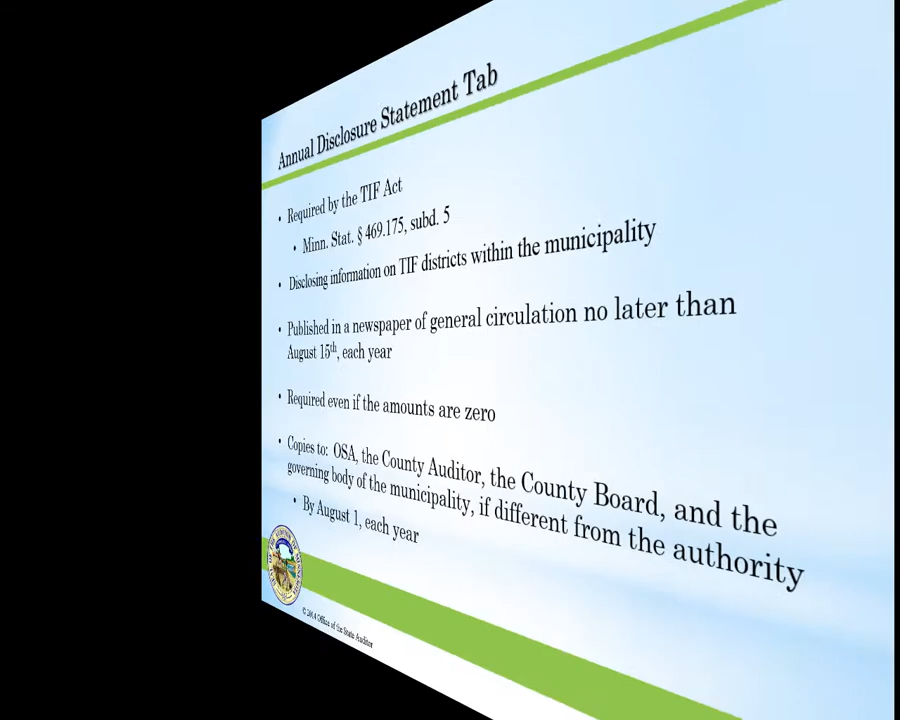 Annual Disclosure Statement Tab
• Required by the TIF Act
• Minn. Stat. § 469.175, subd. 5
• Disclosing information on TIF districts within the municipality
• Published in a newspaper of general circulation no later than
August 15th, each year
• Required even if the amounts are zero
• Copies to: OSA, the County Auditor, the County Board, and the
governing body of the municipality, if different from the authority
• By August 1, each year
© 2014 Office of the State Auditor